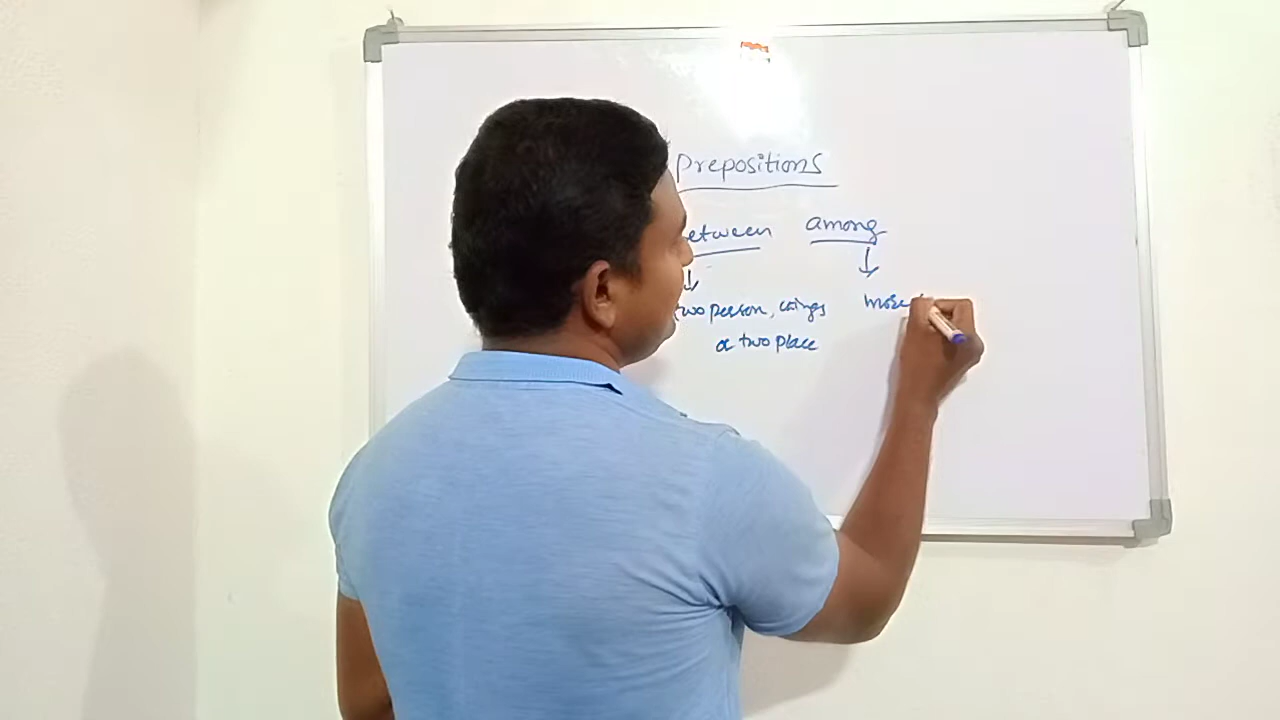 Prepositions
etween among
two person, things
or two place
more